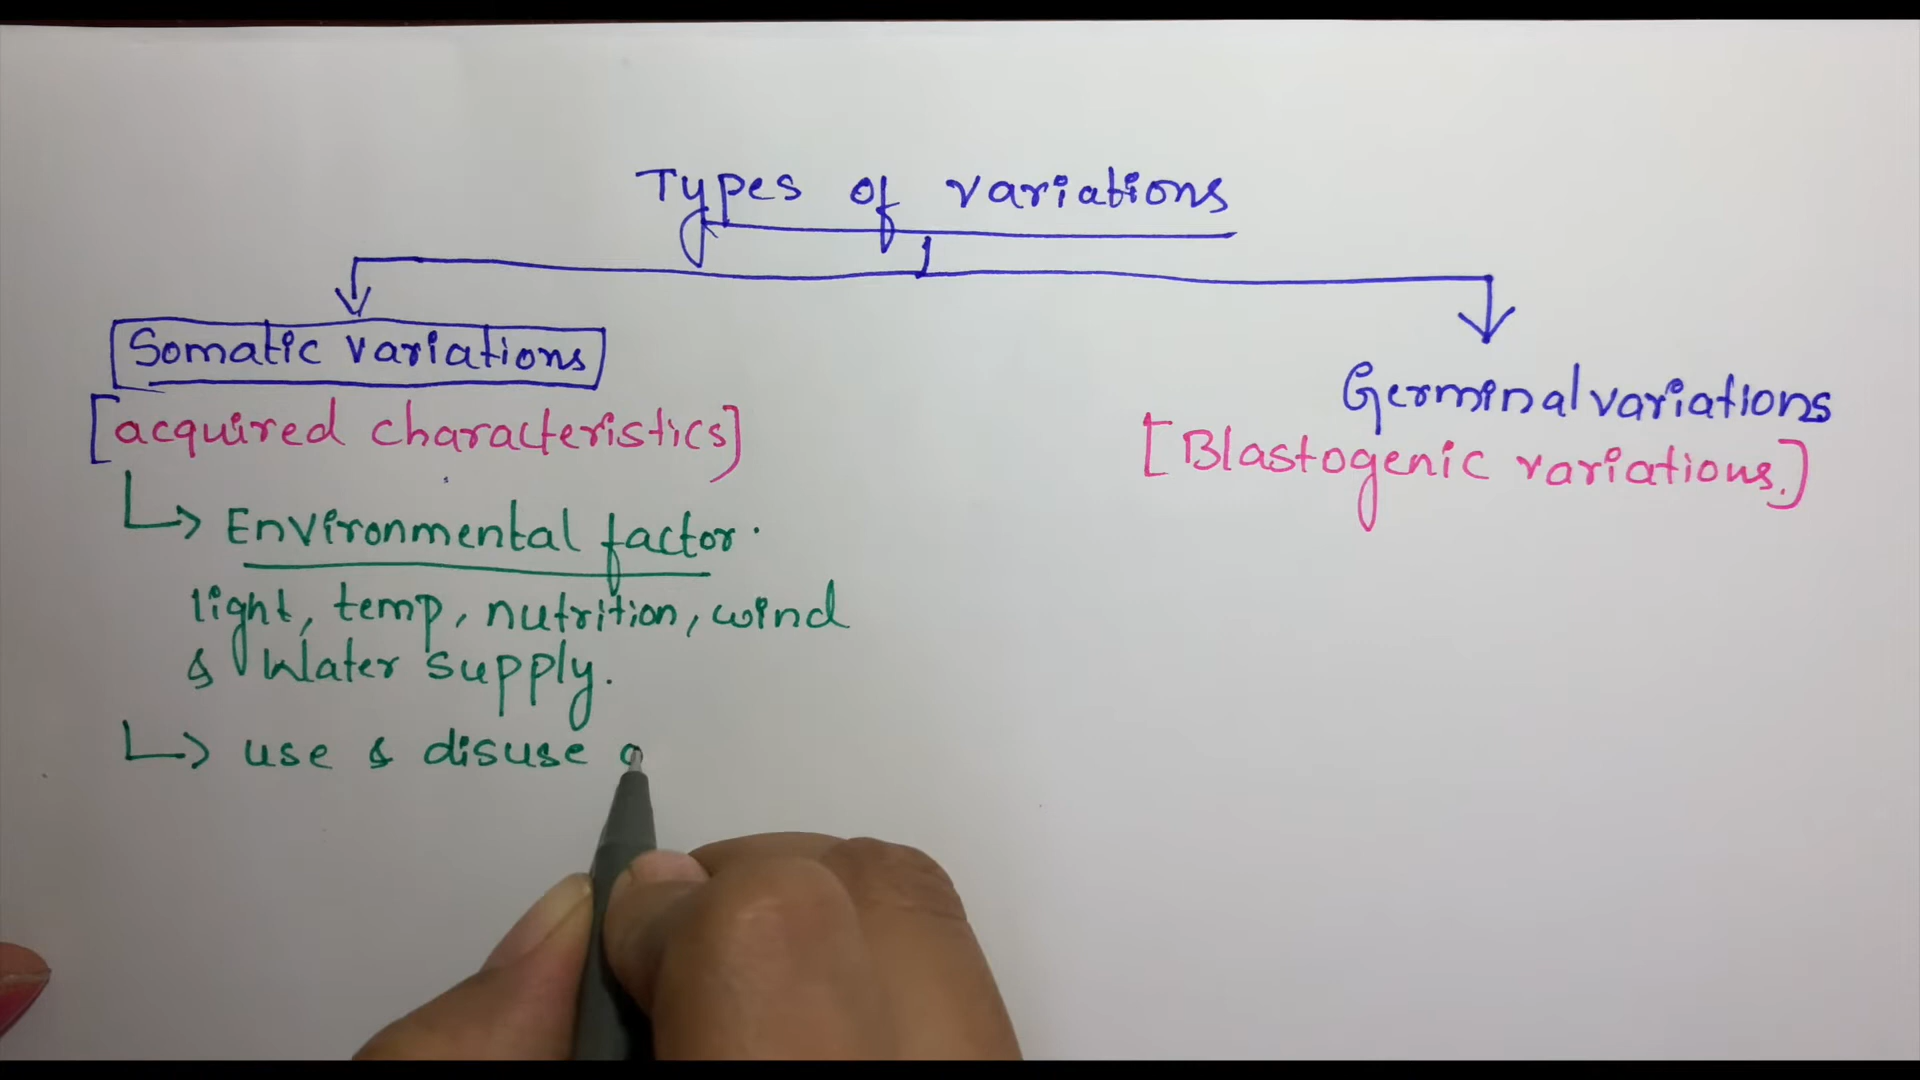 Types of variations
Somatic variations
[acquired characteristics]
Environmental factor.
light, temp, nutrition, wind
& Water supply.
use & disuse o
Germinal variations
[Blastogenic variations.]